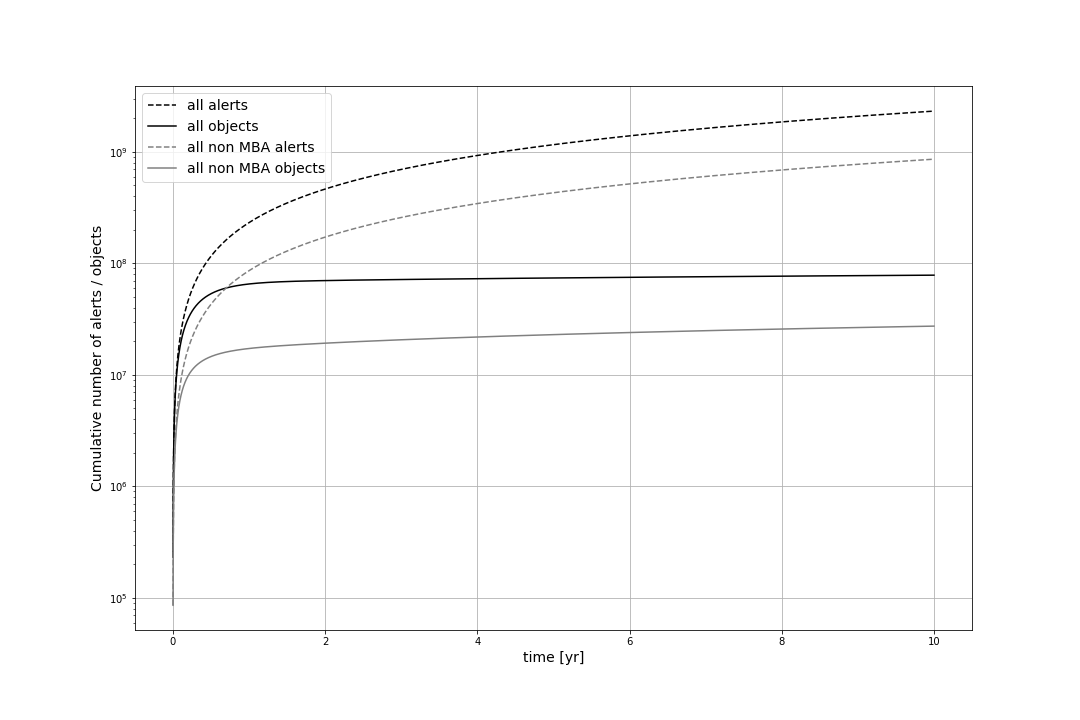 all alerts
all objects
all non MBA alerts
all non MBA objects
Cumulative number of alerts / objects
10⁹
10⁸
10⁷
10⁶
10⁵
0 2 4 6 8 10
time [yr]